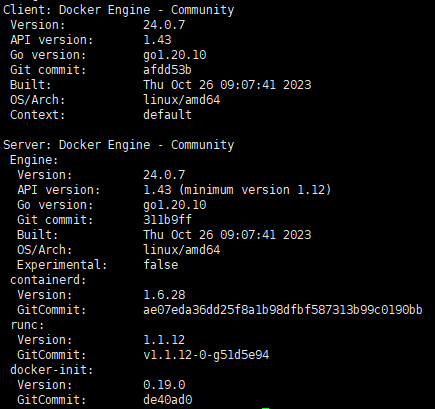 Client: Docker Engine - Community
 Version:           24.0.7
 API version:       1.43
 Go version:        go1.20.10
 Git commit:        afdd53b
 Built:             Thu Oct 26 09:07:41 2023
 OS/Arch:           linux/amd64
 Context:           default

Server: Docker Engine - Community
 Engine:
  Version:          24.0.7
  API version:      1.43 (minimum version 1.12)
  Go version:       go1.20.10
  Git commit:       311b9ff
  Built:            Thu Oct 26 09:07:41 2023
  OS/Arch:          linux/amd64
  Experimental:     false
 containerd:
  Version:          1.6.28
  GitCommit:        ae07eda36dd25f8a1b98dfbf587313b99c0190bb
 runc:
  Version:          1.1.12
  GitCommit:        v1.1.12-0-g51d5e94
 docker-init:
  Version:          0.19.0
  GitCommit:        de40ad0